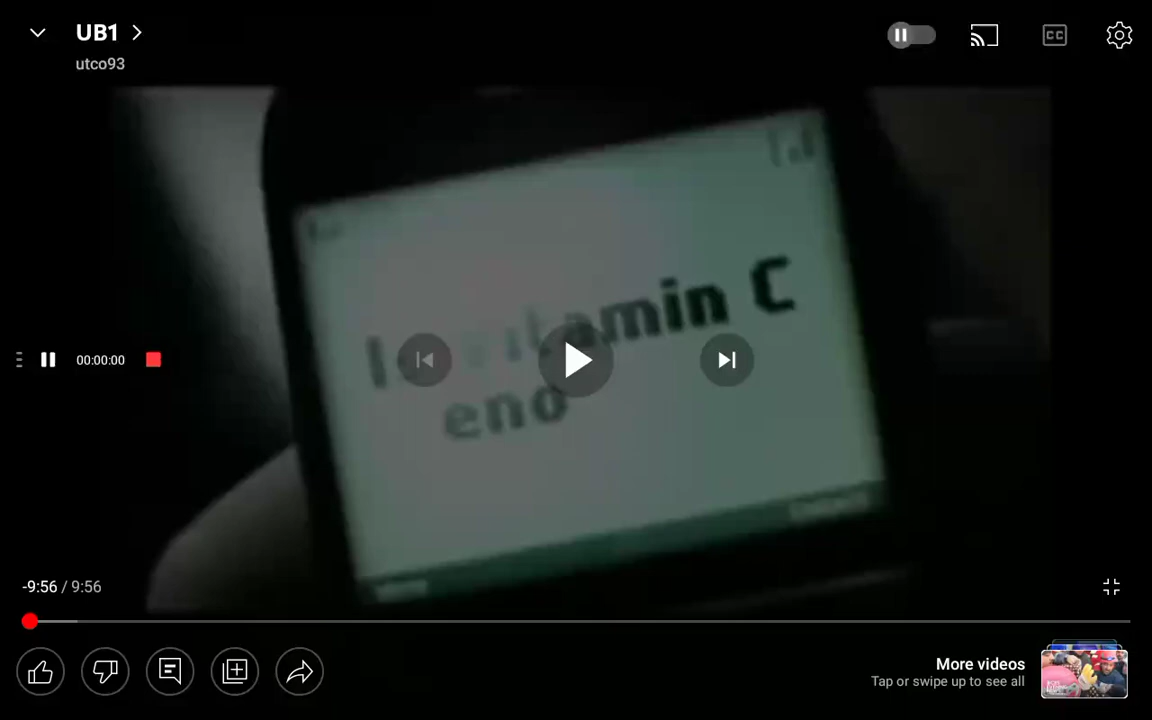 UB1
utco93
CC
amin C
eno
00:00:00
-9:56 / 9:56
More videos
Tap or swipe up to see all